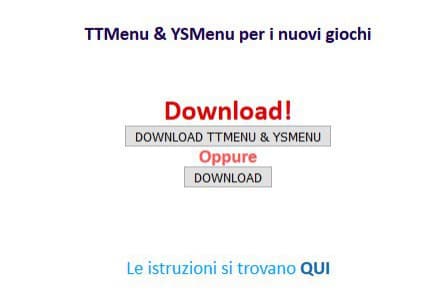 TTMenu & YSMenu per i nuovi giochi
Download!
DOWNLOAD TTMENU & YSMENU
Oppure
DOWNLOAD
Le istruzioni si trovano QUI